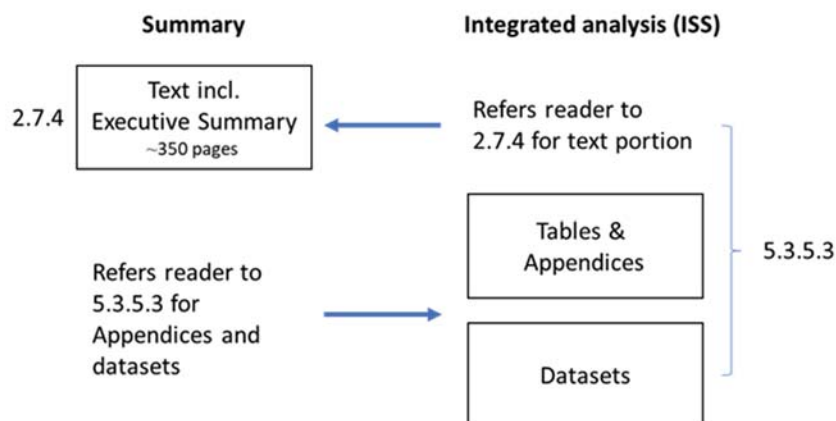 Summary
Integrated analysis (ISS)
2.7.4
Text incl.
Executive Summary
~350 pages
Refers reader to
2.7.4 for text portion
Tables &
Appendices
5.3.5.3
Refers reader to
5.3.5.3 for
Appendices and
datasets
Datasets